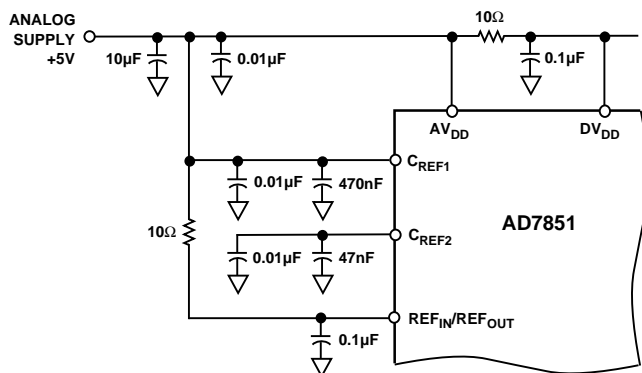 ANALOG
SUPPLY
+5V
10µF
0.01µF
10Ω
0.1µF
AVDD
DVDD
CREF1
0.01µF
470nF
10Ω
CREF2
AD7851
0.01µF
47nF
REFIN/REFOUT
0.1µF